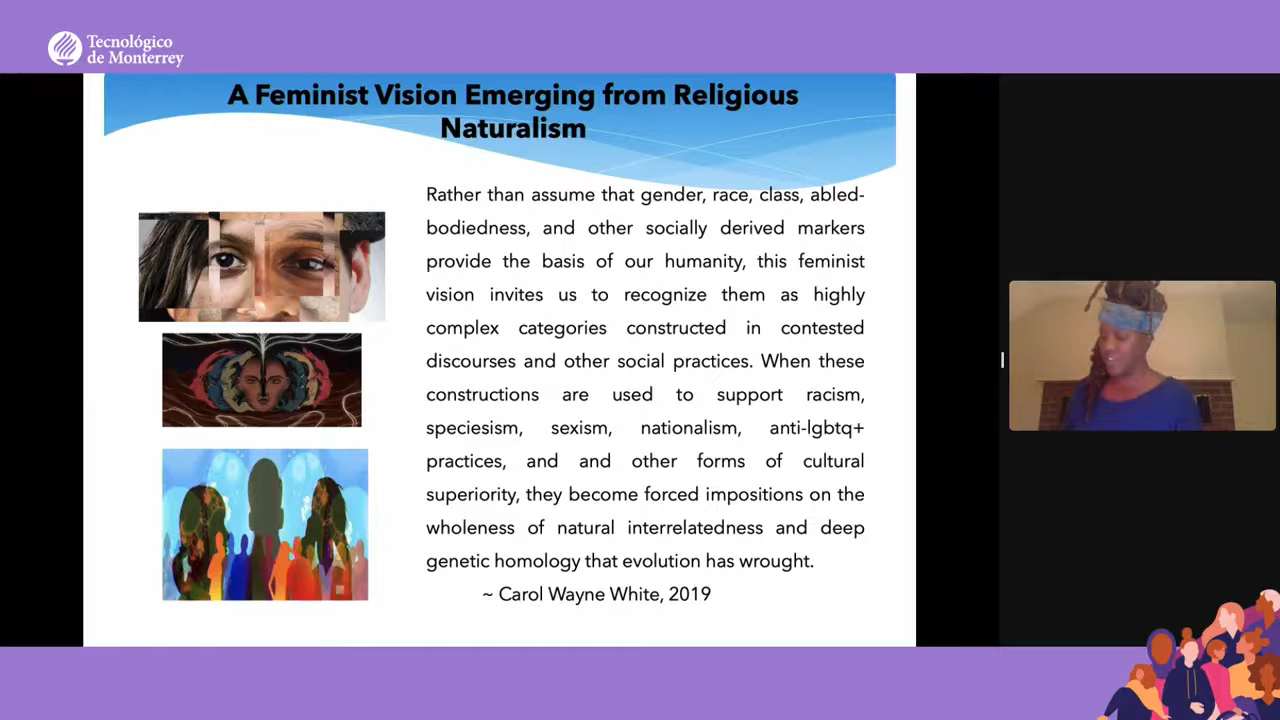 Tecnológico
de Monterrey
A Feminist Vision Emerging from Religious
Naturalism
Rather than assume that gender, race, class, abled-
bodiedness, and other socially derived markers
provide the basis of our humanity, this feminist
vision invites us to recognize them as highly
complex categories constructed in contested
discourses and other social practices. When these
constructions are used to support racism,
speciesism, sexism, nationalism, anti-lgbtq+
practices, and and other forms of cultural
superiority, they become forced impositions on the
wholeness of natural interrelatedness and deep
genetic homology that evolution has wrought.
~ Carol Wayne White, 2019